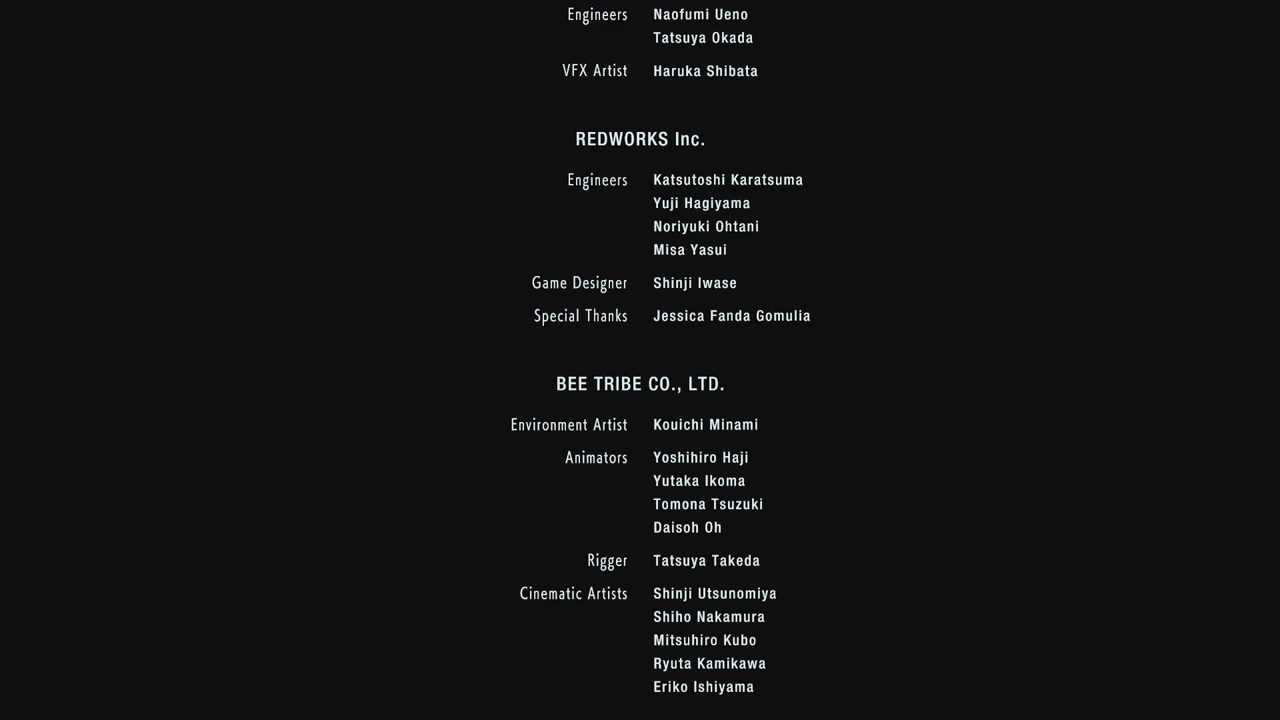 Engineers Naofumi Ueno
Tatsuya Okada
VFX Artist Haruka Shibata
REDWORKS Inc.
Engineers Katsutoshi Karatsuma
Yuji Hagiyama
Noriyuki Ohtani
Misa Yasui
Game Designer Shinji Iwase
Special Thanks Jessica Fanda Gomulia
BEE TRIBE CO., LTD.
Environment Artist Kouichi Minami
Animators Yoshihiro Haji
Yutaka Ikoma
Tomona Tsuzuki
Daisoh Oh
Rigger Tatsuya Takeda
Cinematic Artists Shinji Utsunomiya
Shiho Nakamura
Mitsuhiro Kubo
Ryuta Kamikawa
Eriko Ishiyama